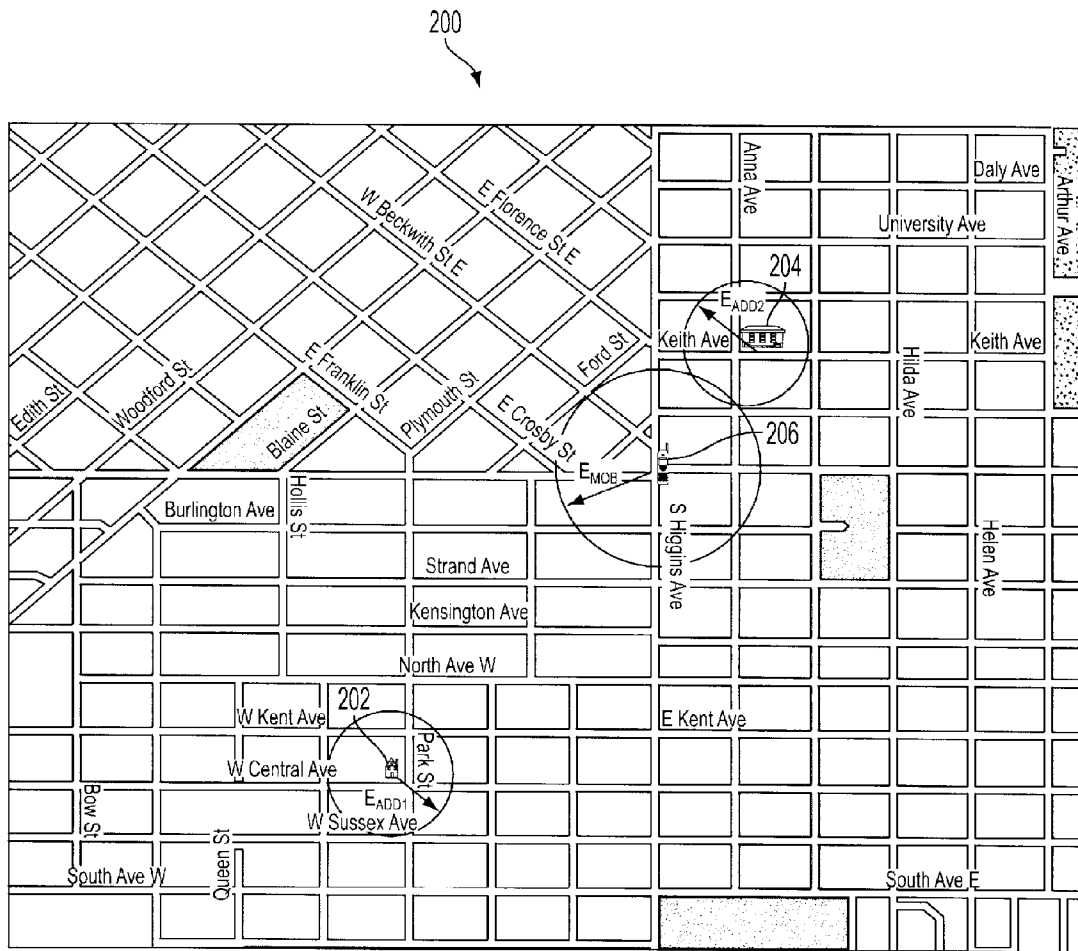 200
Anna Ave
Daly Ave
Arthur Ave
E Florence St E
W Beckwith St E
University Ave
204
E ADD2
Keith Ave
Keith Ave
Ford St
Hilda Ave
E Franklin St
Plymouth St
Woodford St
Edith St
Blaine St
E Crosby St
206
E MOB
Hollis St
Burlington Ave
S Higgins Ave
Helen Ave
Strand Ave
Kensington Ave
North Ave W
202
W Kent Ave
E Kent Ave
Park St
W Central Ave
E ADD1
W Sussex Ave
Bow St
Queen St
South Ave W
South Ave E